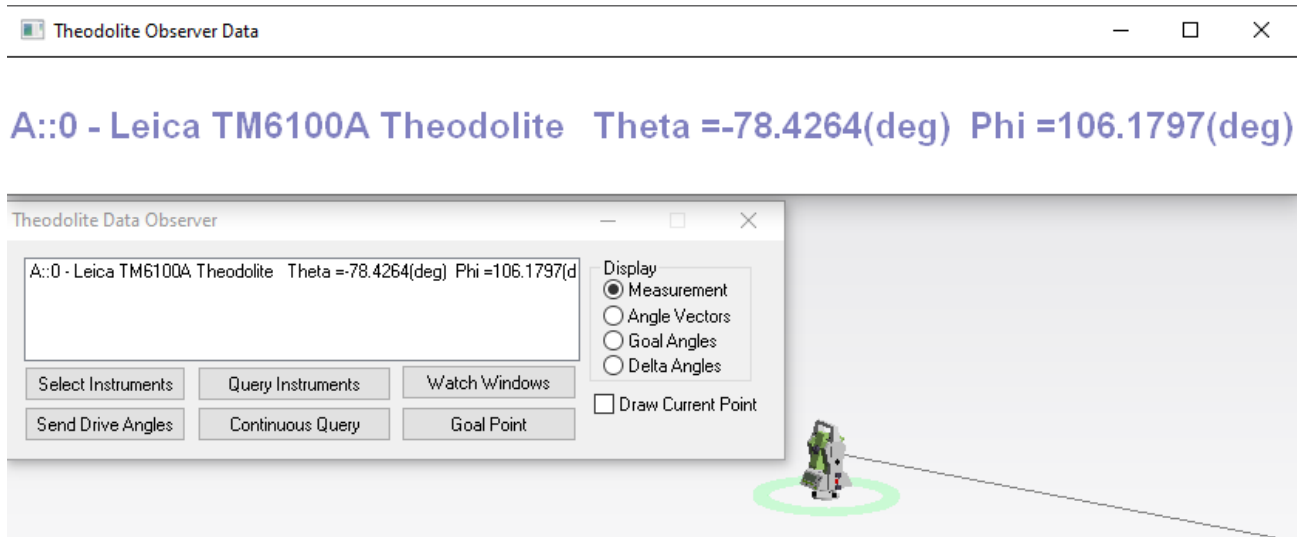 Theodolite Observer Data
A::0 - Leica TM6100A Theodolite   Theta =-78.4264(deg)  Phi =106.1797(deg)
Theodolite Data Observer
A::0 - Leica TM6100A Theodolite   Theta =-78.4264(deg)  Phi =106.1797(d
Display
Measurement
Angle Vectors
Goal Angles
Delta Angles
Select Instruments
Query Instruments
Watch Windows
Draw Current Point
Send Drive Angles
Continuous Query
Goal Point